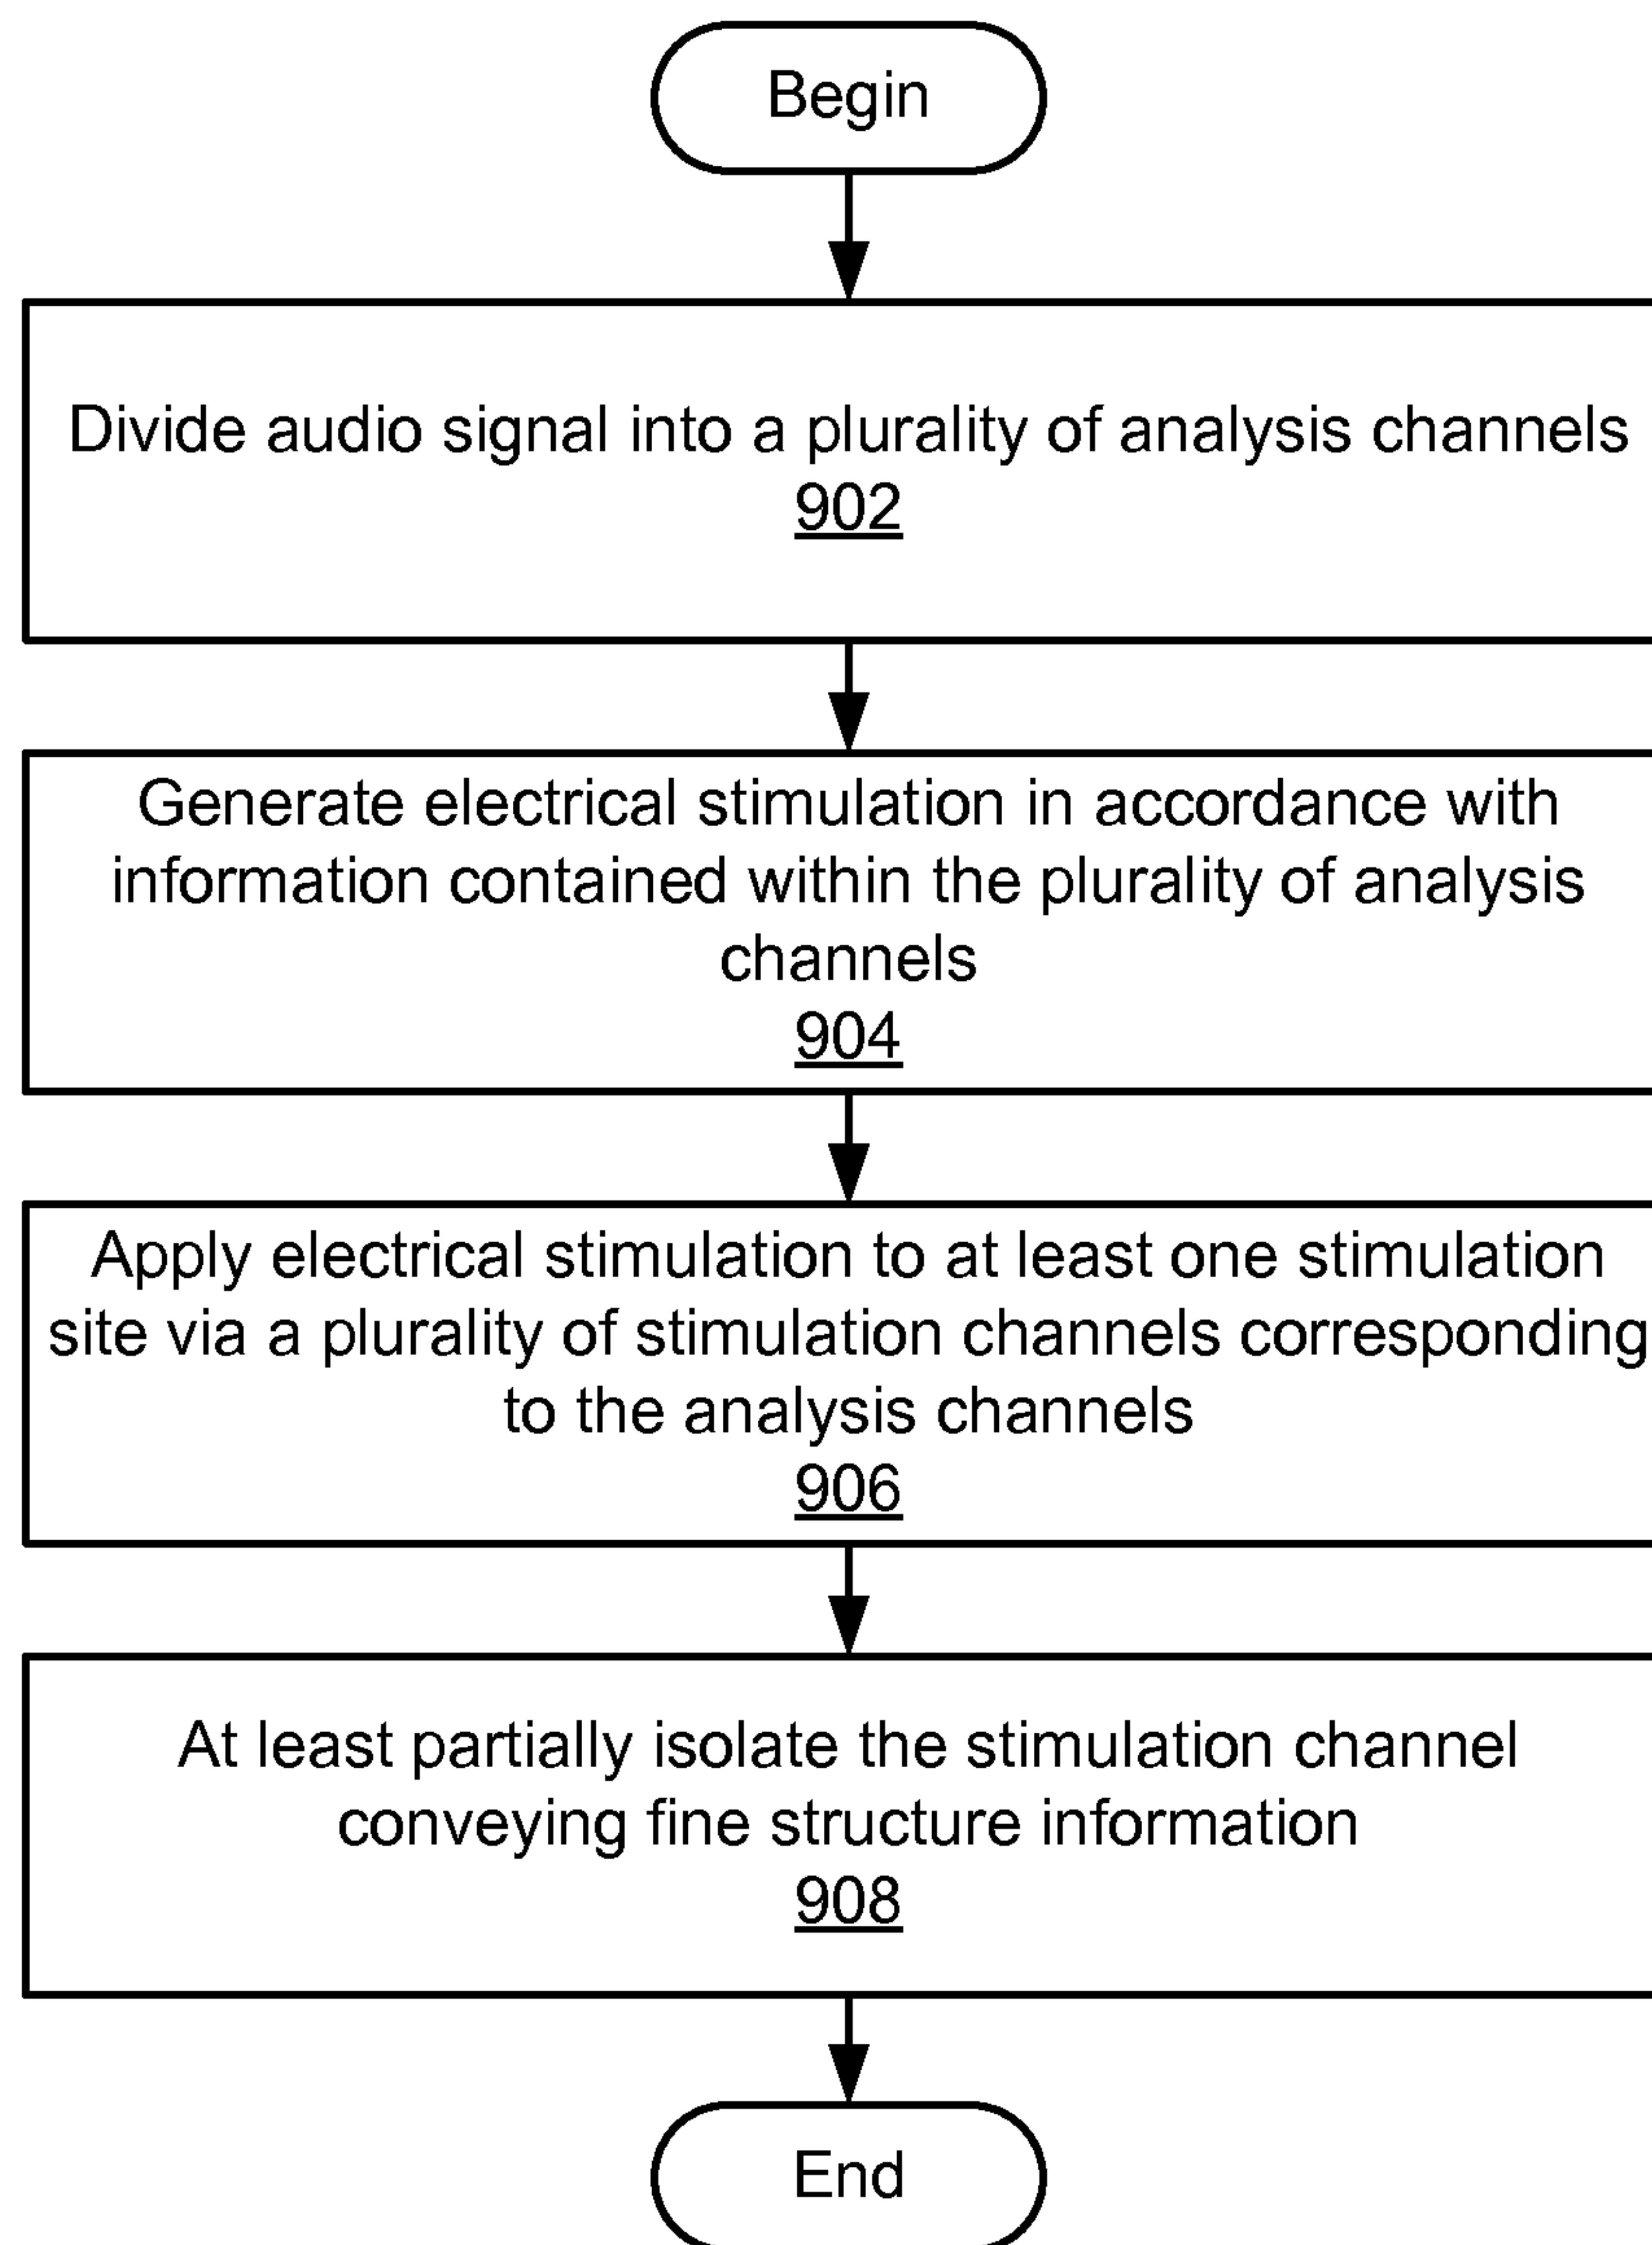 Begin
Divide audio signal into a plurality of analysis channels
902
Generate electrical stimulation in accordance with
information contained within the plurality of analysis
channels
904
Apply electrical stimulation to at least one stimulation
site via a plurality of stimulation channels corresponding
to the analysis channels
906
At least partially isolate the stimulation channel
conveying fine structure information
908
End